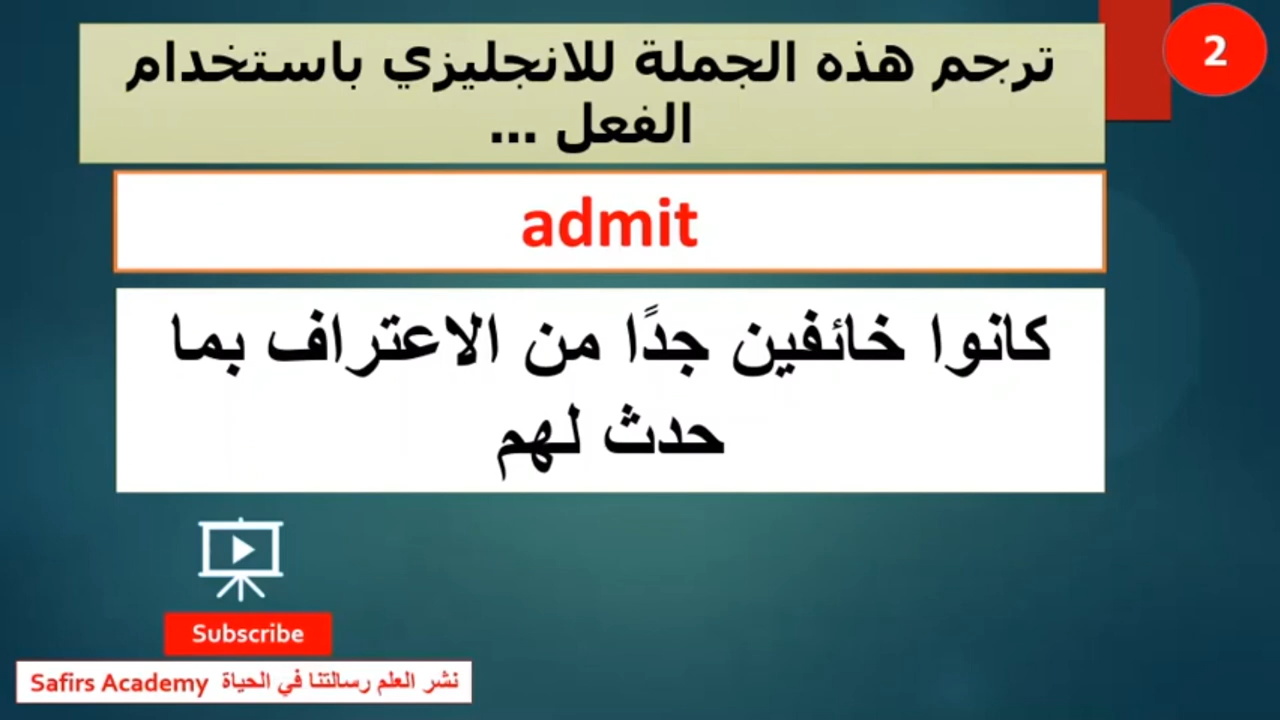 2
ترجم هذه الجملة للانجليزي باستخدام
الفعل ...
admit
كانوا خائفين جدًا من الاعتراف بما
حدث لهم
Subscribe
Safirs Academy نشر العلم رسالتنا في الحياة